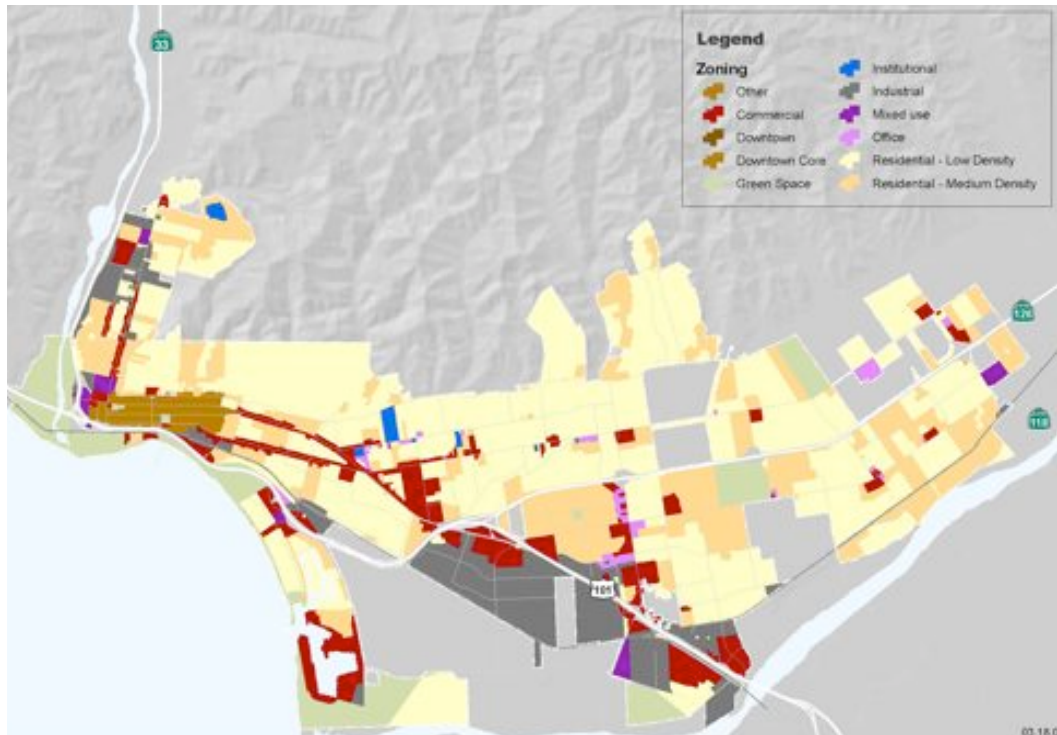 33
Legend
Zoning
Other
Commercial
Downtown
Downtown Core
Green Space
Institutional
Industrial
Mixed use
Office
Residential - Low Density
Residential - Medium Density
126
118
101